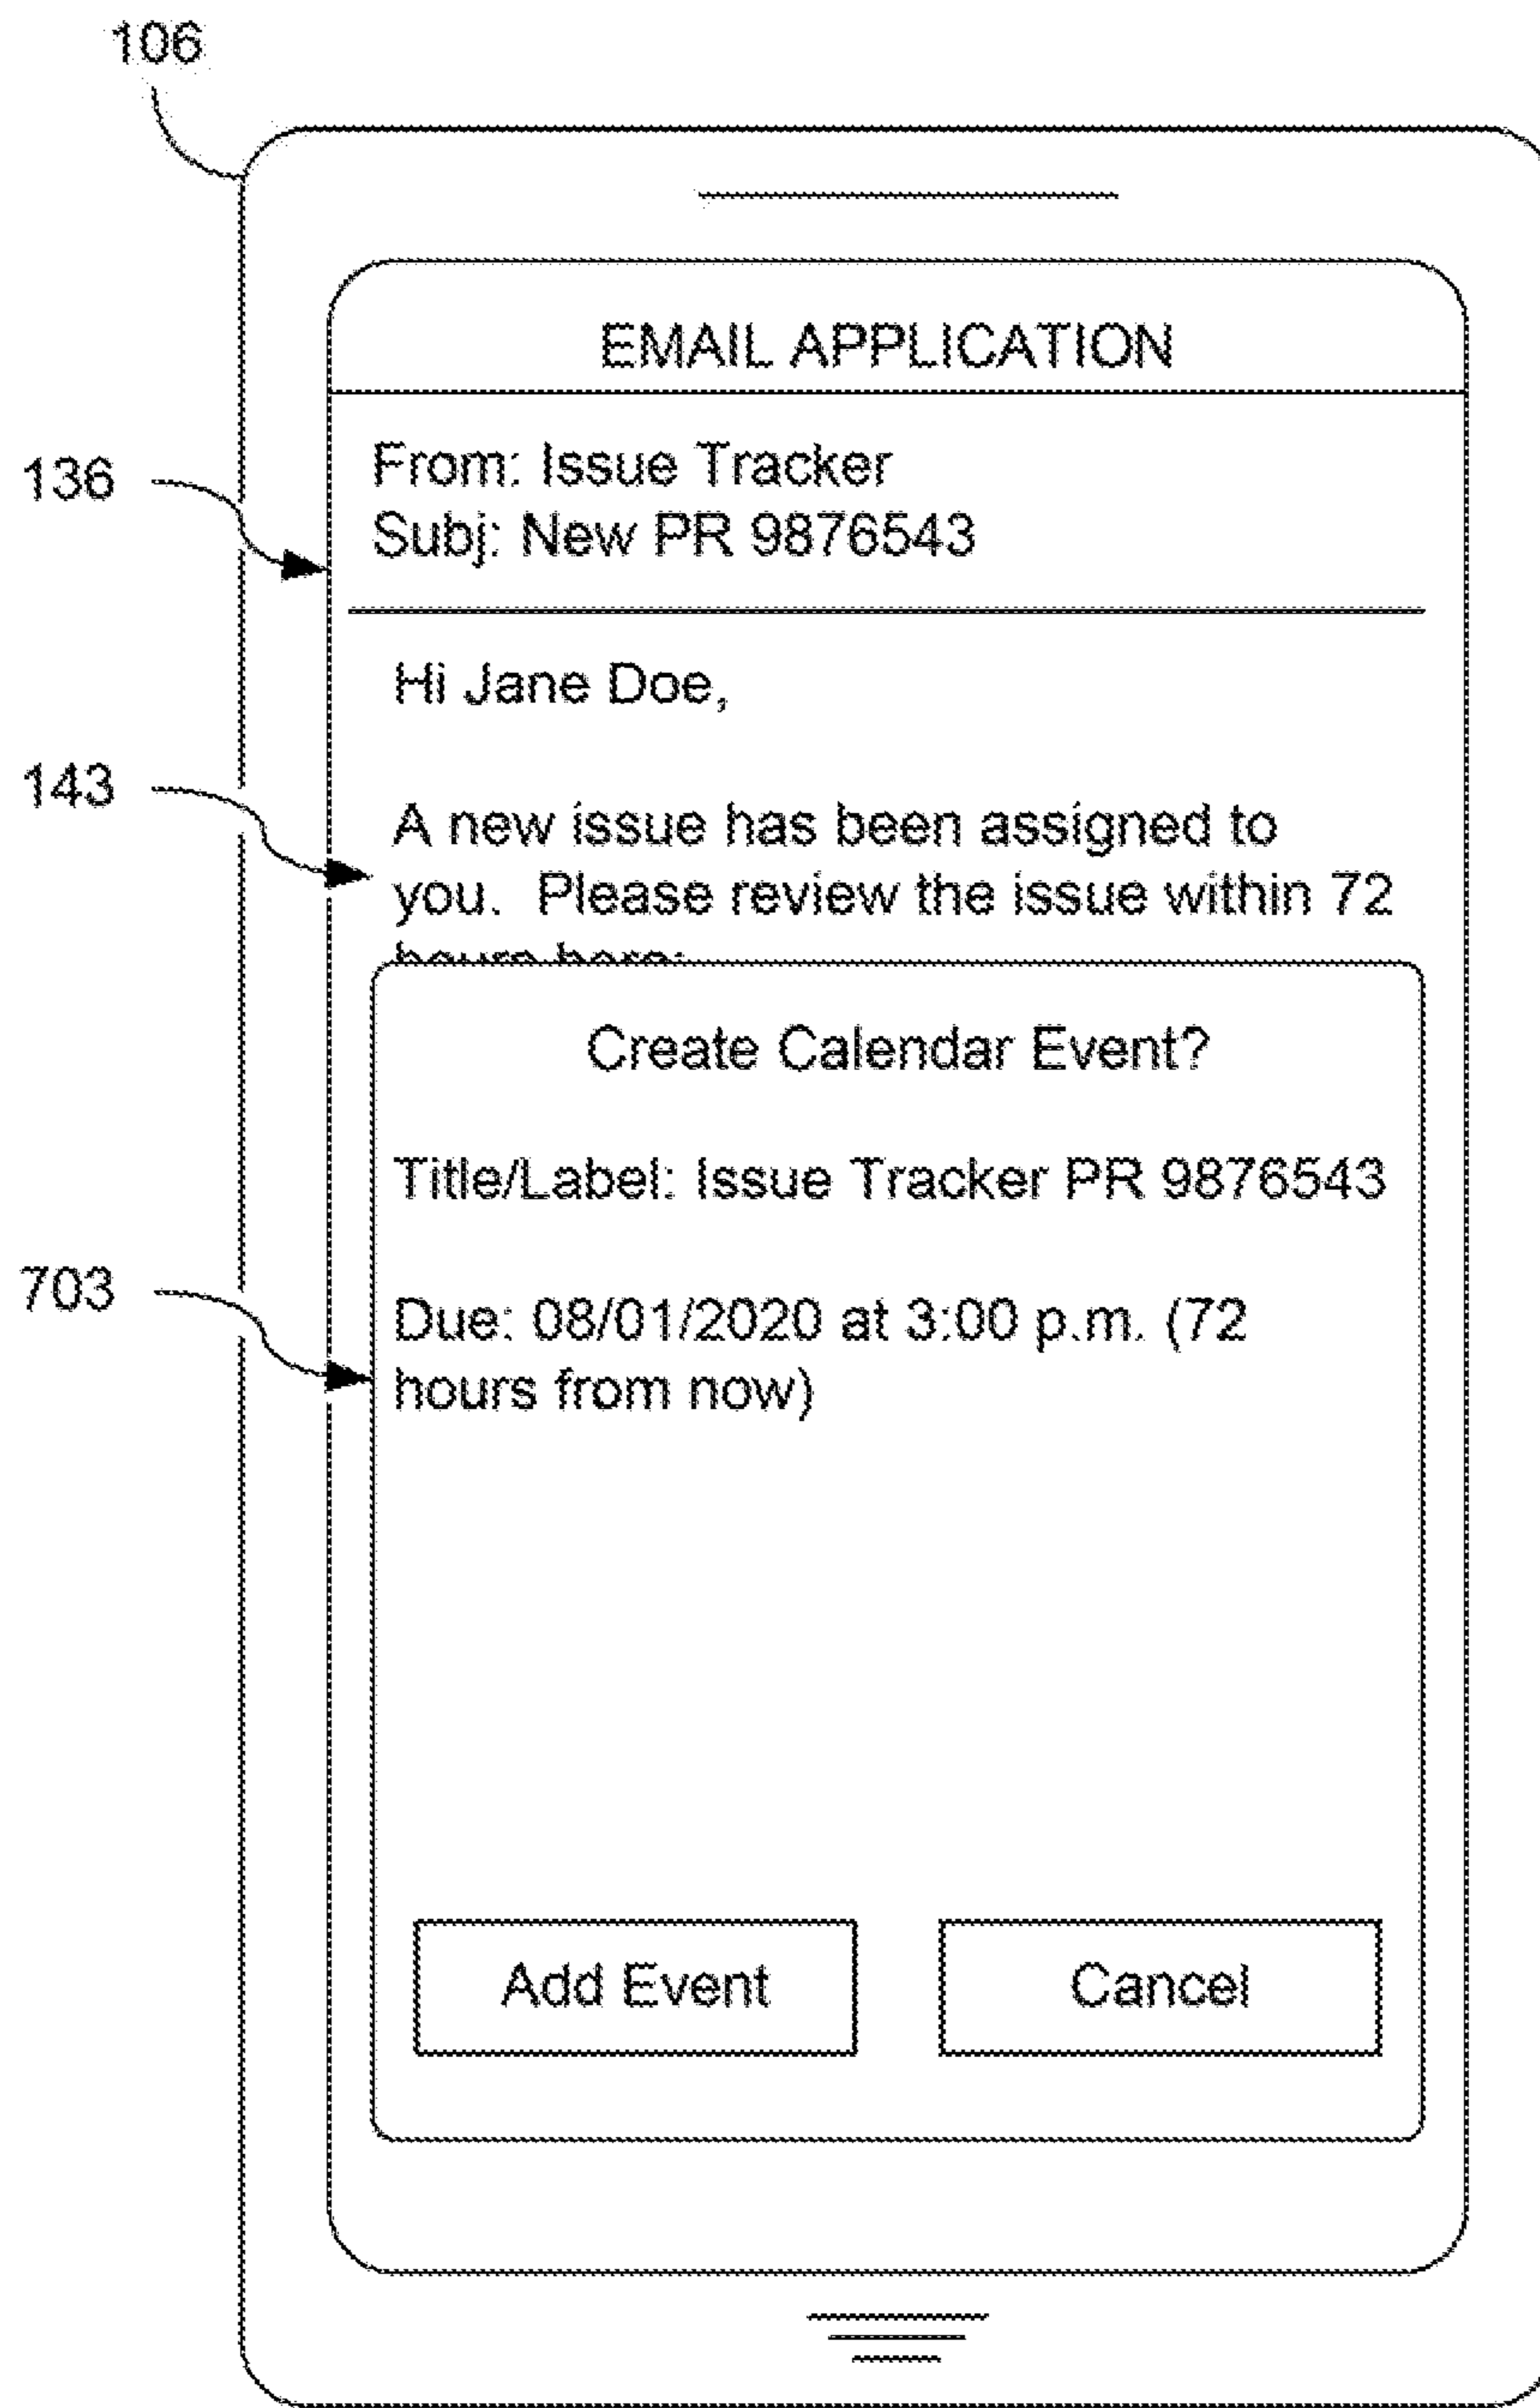 106
EMAIL APPLICATION
136
From: Issue Tracker
Subj: New PR 9876543
Hi Jane Doe,
143
A new issue has been assigned to
you.  Please review the issue within 72
hours here:
Create Calendar Event?
Title/Label: Issue Tracker PR 9876543
703
Due: 08/01/2020 at 3:00 p.m. (72
hours from now)
Add Event
Cancel